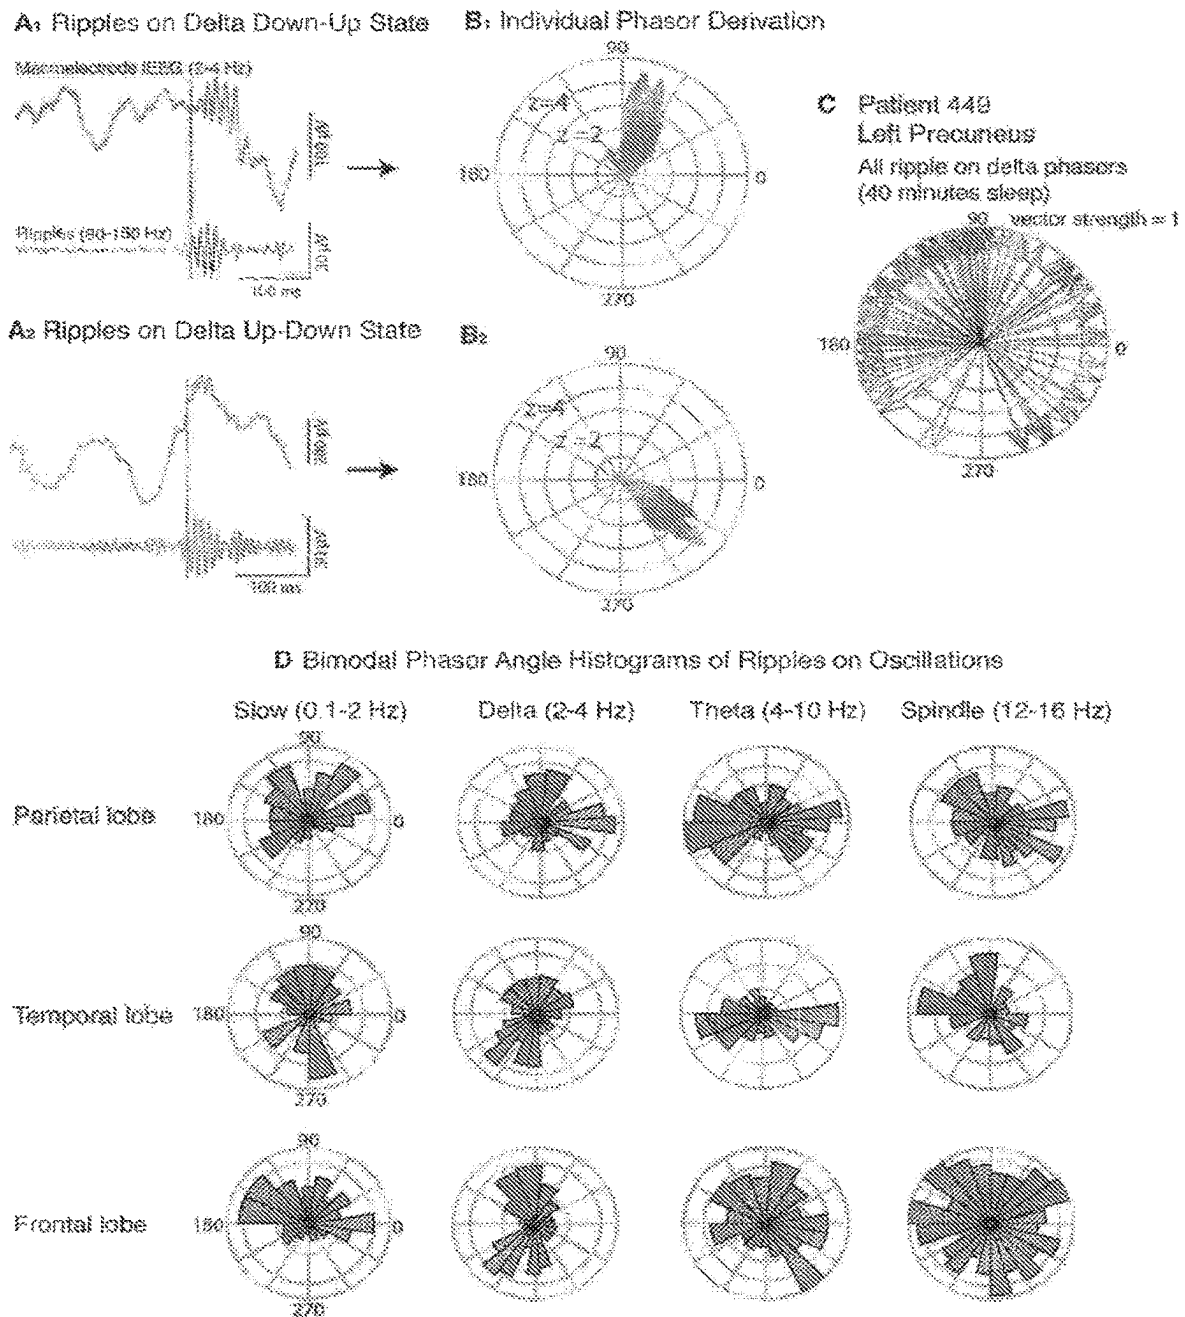 A1 Ripples on Delta Down-Up State
Macroelectrode iEEG (2-4 Hz)
Ripples (80-150 Hz)
100 ms
A2 Ripples on Delta Up-Down State
100 ms
B1 Individual Phasor Derivation
90
z=4
z=2
180
0
270
B2
90
z=4
z=2
180
0
270
C Patient 449
Left Precuneus
All ripple on delta phasors
(40 minutes sleep)
90 vector strength = 1
180
0
270
D Bimodal Phasor Angle Histograms of Ripples on Oscillations
Slow (0.1-2 Hz)
Delta (2-4 Hz)
Theta (4-10 Hz)
Spindle (12-16 Hz)
90
Parietal lobe
180
0
270
90
Temporal lobe
180
0
270
90
Frontal lobe
180
0
270